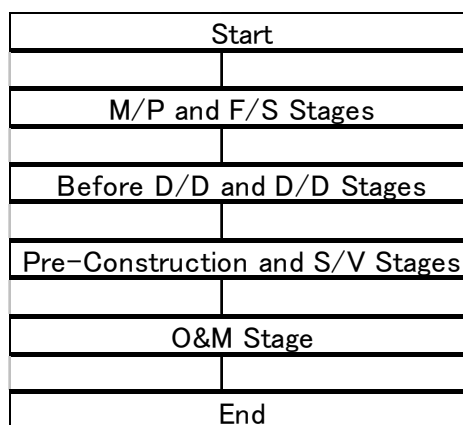 Start
M/P and F/S Stages
Before D/D and D/D Stages
Pre-Construction and S/V Stages
O&M Stage
End